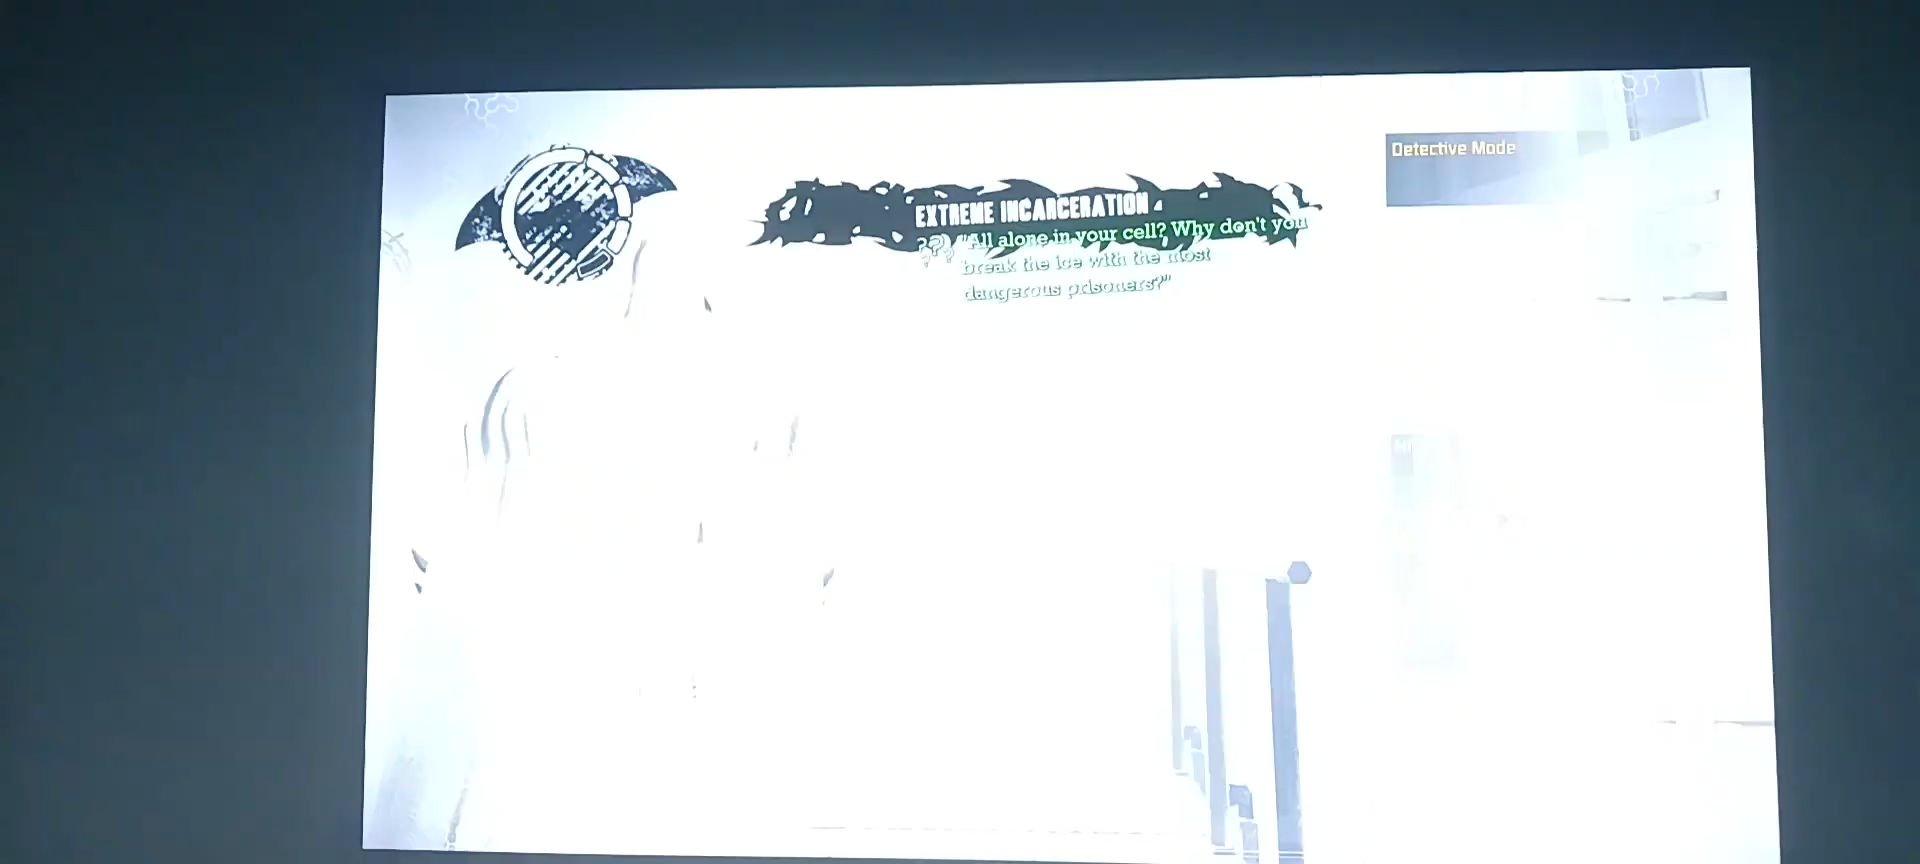 EXTREME INCARCERATION
"All alone in your cell? Why don't you
break the ice with the most
dangerous prisoners?"
Detective Mode